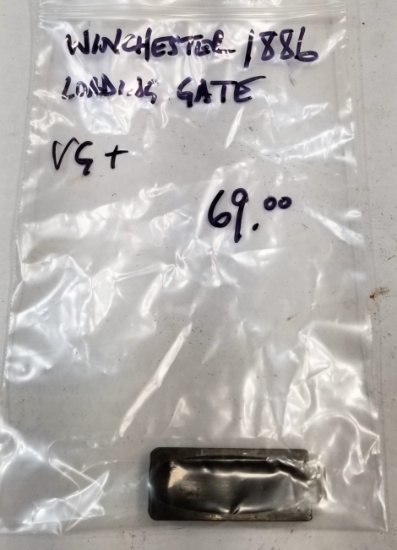 WINCHESTER 1886
LOADING GATE
VG+
69.00